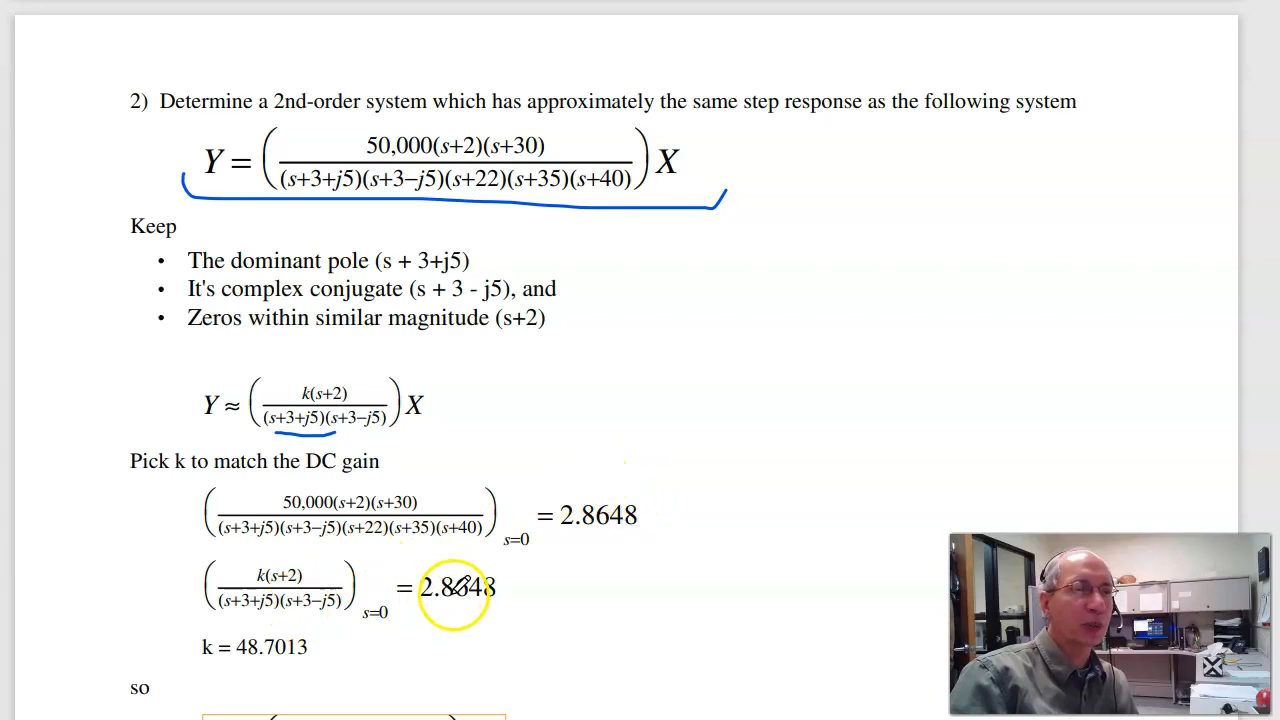 2) Determine a 2nd-order system which has approximately the same step response as the following system
Y = ( 50,000(s+2)(s+30) / (s+3+j5)(s+3−j5)(s+22)(s+35)(s+40) ) X
Keep
• The dominant pole (s + 3+j5)
• It's complex conjugate (s + 3 - j5), and
• Zeros within similar magnitude (s+2)
Y ≈ ( k(s+2) / (s+3+j5)(s+3−j5) ) X
Pick k to match the DC gain
( 50,000(s+2)(s+30) / (s+3+j5)(s+3−j5)(s+22)(s+35)(s+40) ) s=0 = 2.8648
( k(s+2) / (s+3+j5)(s+3−j5) ) s=0 = 2.8648
k = 48.7013
so